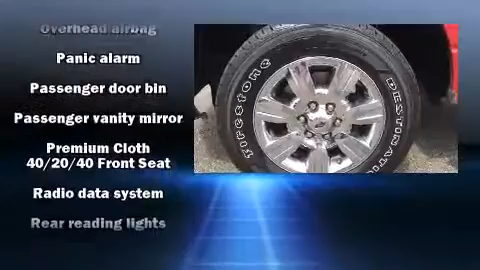 Overhead airbag
Panic alarm
Passenger door bin
Passenger vanity mirror
Premium Cloth
40/20/40 Front Seat
Radio data system
Rear reading lights
Firestone
DESTINATION